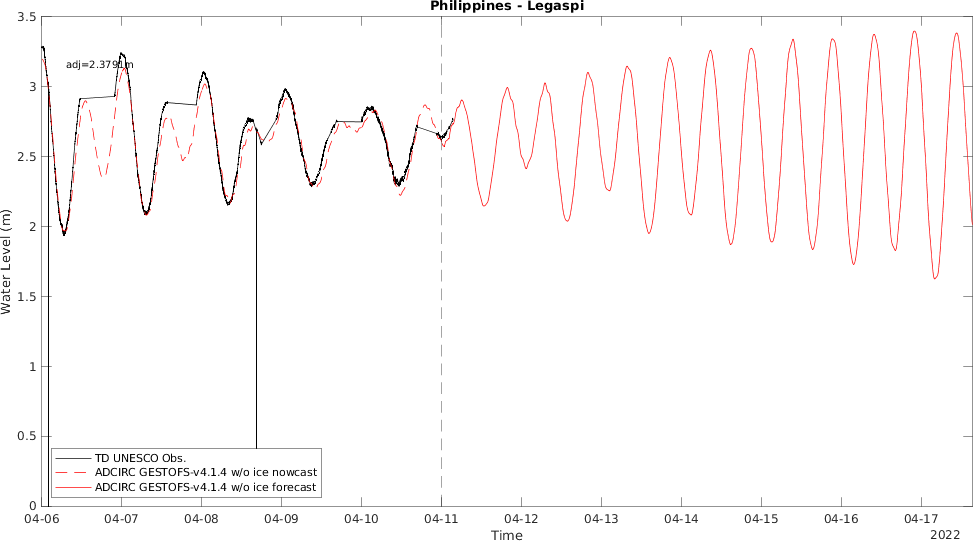 Philippines - Legaspi
3.5
adj=2.3791m
3
2.5
2
1.5
1
0.5
0
Water Level (m)
TD UNESCO Obs.
ADCIRC GESTOFS-v4.1.4 w/o ice nowcast
ADCIRC GESTOFS-v4.1.4 w/o ice forecast
04-06 04-07 04-08 04-09 04-10 04-11 04-12 04-13 04-14 04-15 04-16 04-17
Time
2022